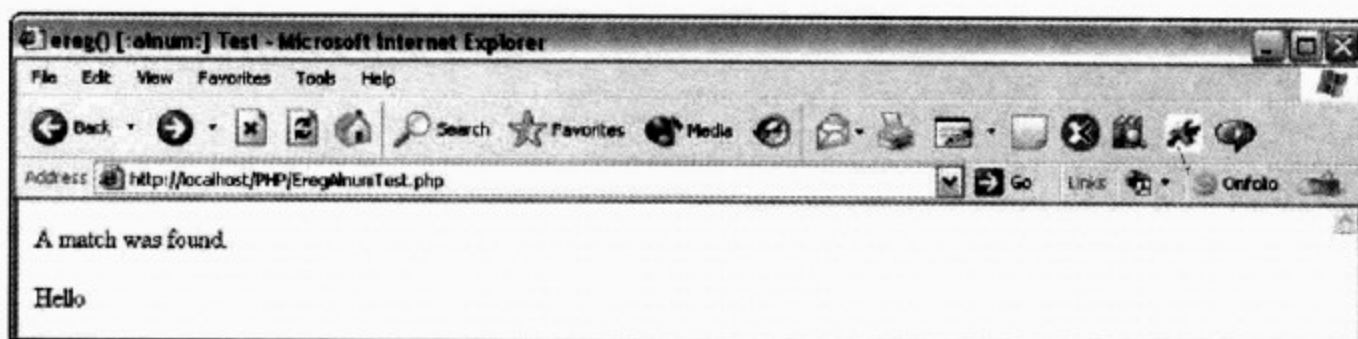 ereg() [:alnum:] Test - Microsoft Internet Explorer
File Edit View Favorites Tools Help
Back Search Favorites Media
Address http://localhost/PHP/EregAlnumTest.php Go Links Onfolio
A match was found.
Hello